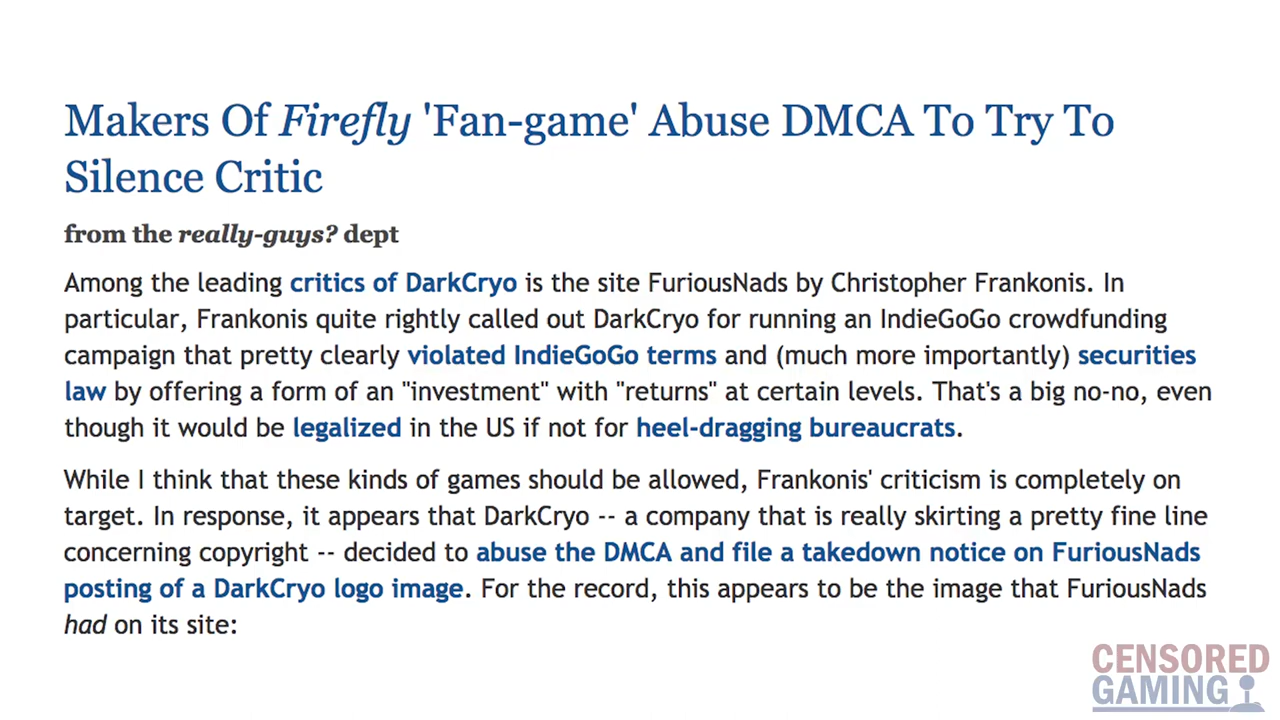 Makers Of Firefly 'Fan-game' Abuse DMCA To Try To
Silence Critic
from the really-guys? dept
Among the leading critics of DarkCryo is the site FuriousNads by Christopher Frankonis. In
particular, Frankonis quite rightly called out DarkCryo for running an IndieGoGo crowdfunding
campaign that pretty clearly violated IndieGoGo terms and (much more importantly) securities
law by offering a form of an "investment" with "returns" at certain levels. That's a big no-no, even
though it would be legalized in the US if not for heel-dragging bureaucrats.
While I think that these kinds of games should be allowed, Frankonis' criticism is completely on
target. In response, it appears that DarkCryo -- a company that is really skirting a pretty fine line
concerning copyright -- decided to abuse the DMCA and file a takedown notice on FuriousNads
posting of a DarkCryo logo image. For the record, this appears to be the image that FuriousNads
had on its site:
CENSORED
GAMING